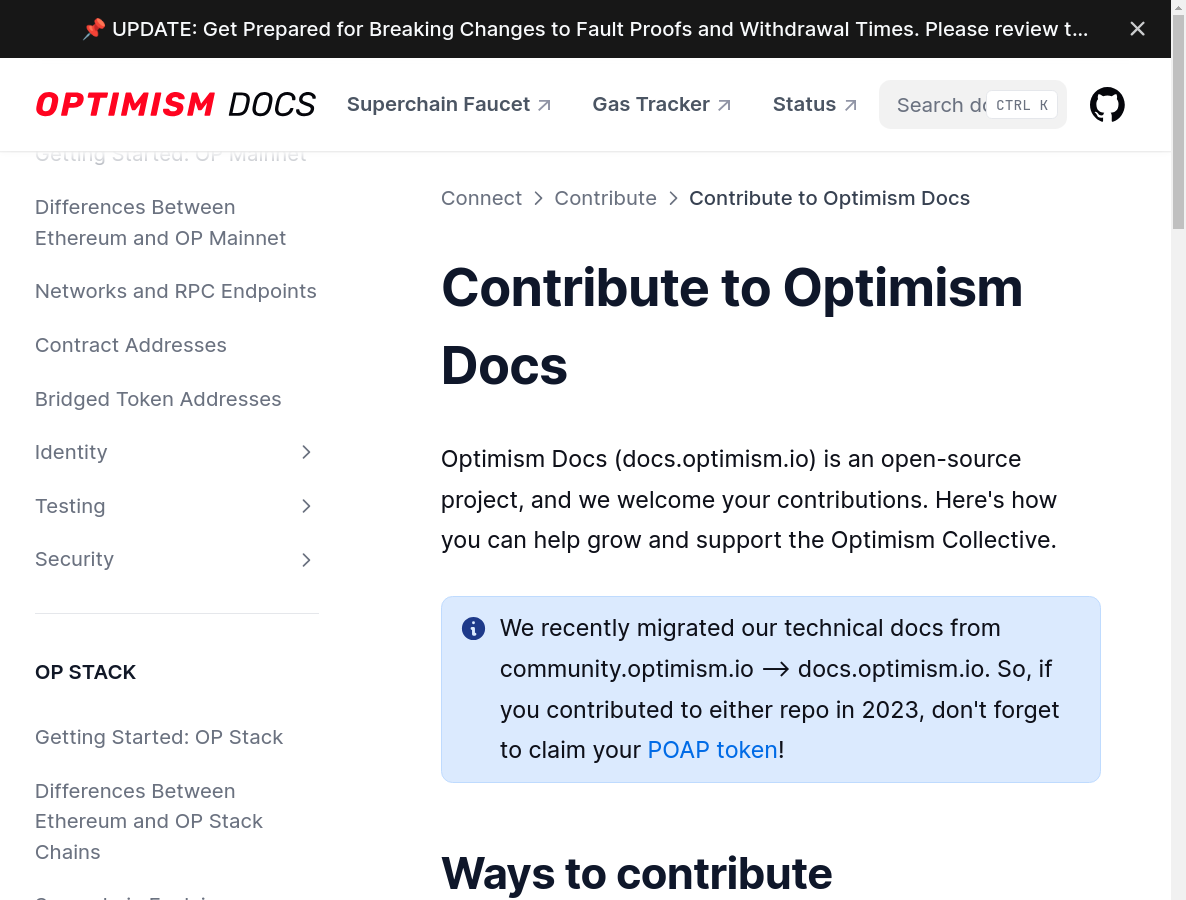 📌 UPDATE: Get Prepared for Breaking Changes to Fault Proofs and Withdrawal Times. Please review t...
OPTIMISM DOCS
Superchain Faucet
Gas Tracker
Status
Search do
CTRL K
Getting Started: OP Mainnet
Differences Between
Ethereum and OP Mainnet
Networks and RPC Endpoints
Contract Addresses
Bridged Token Addresses
Identity
Testing
Security
OP STACK
Getting Started: OP Stack
Differences Between
Ethereum and OP Stack
Chains
Connect > Contribute > Contribute to Optimism Docs
Contribute to Optimism
Docs
Optimism Docs (docs.optimism.io) is an open-source
project, and we welcome your contributions. Here's how
you can help grow and support the Optimism Collective.
We recently migrated our technical docs from
community.optimism.io → docs.optimism.io. So, if
you contributed to either repo in 2023, don't forget
to claim your POAP token!
Ways to contribute